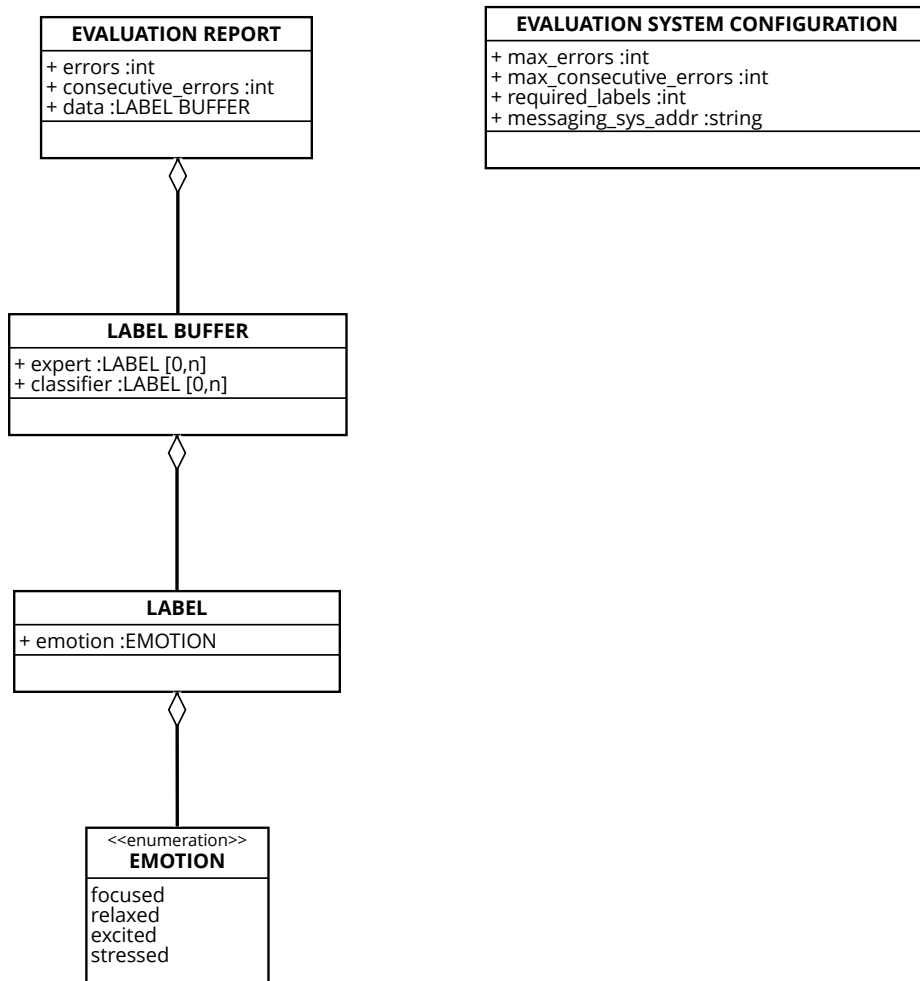 EVALUATION REPORT
+ errors :int
+ consecutive_errors :int
+ data :LABEL BUFFER
EVALUATION SYSTEM CONFIGURATION
+ max_errors :int
+ max_consecutive_errors :int
+ required_labels :int
+ messaging_sys_addr :string
LABEL BUFFER
+ expert :LABEL [0,n]
+ classifier :LABEL [0,n]
LABEL
+ emotion :EMOTION
<<enumeration>>
EMOTION
focused
relaxed
excited
stressed